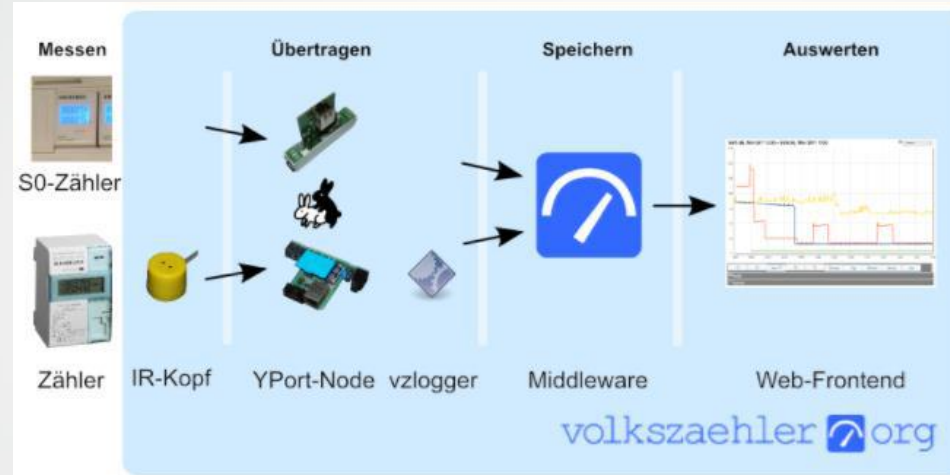 Messen
Übertragen
Speichern
Auswerten
S0-Zähler
Zähler
IR-Kopf
YPort-Node
vzlogger
Middleware
Web-Frontend
volkszaehler org